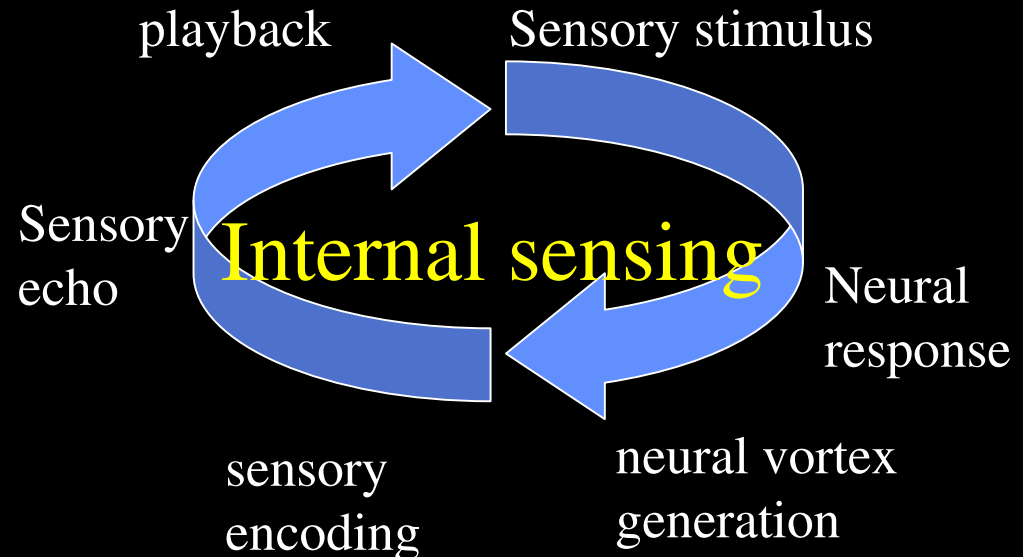 playback
Sensory stimulus
Sensory
echo
Internal sensing
Neural
response
sensory
encoding
neural vortex
generation